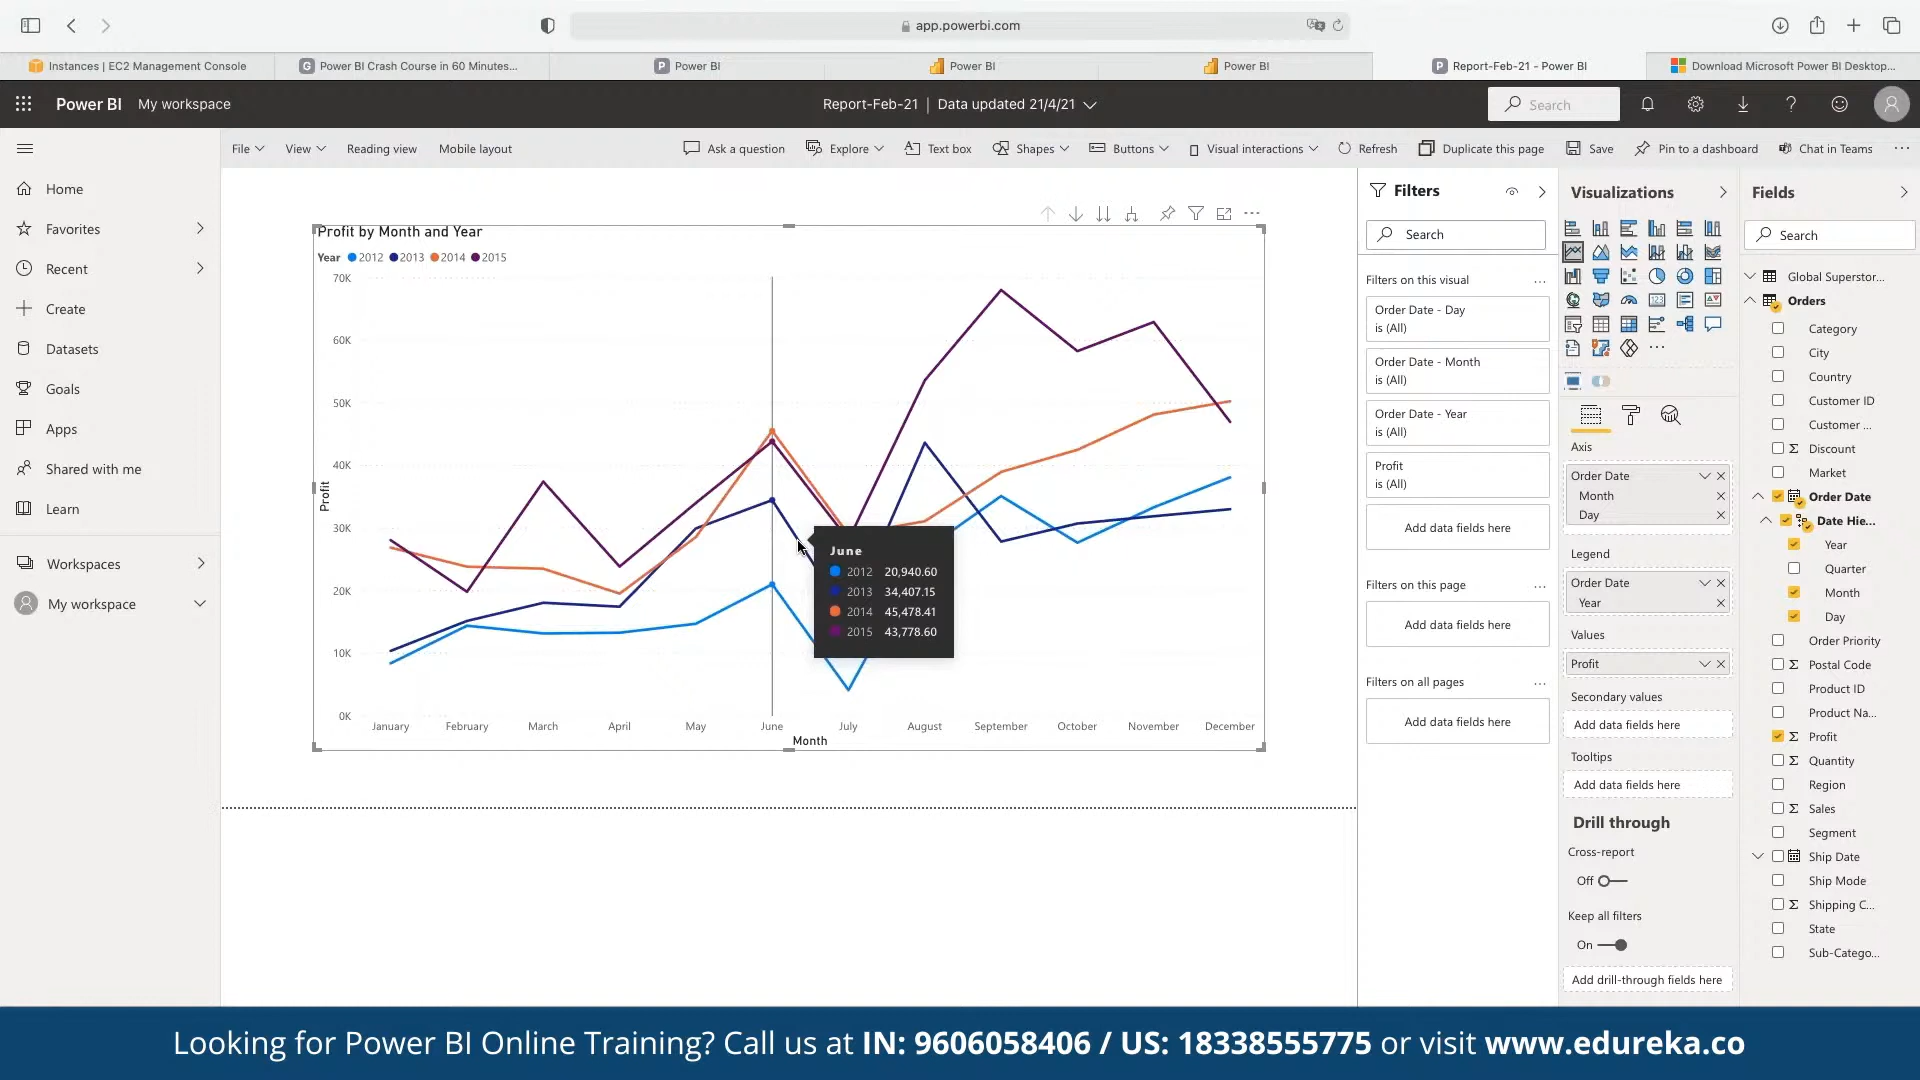 app.powerbi.com
Instances | EC2 Management Console
Power BI Crash Course in 60 Minutes...
Power BI
Power BI
Power BI
Report-Feb-21 - Power BI
Download Microsoft Power BI Desktop...
Power BI My workspace
Report-Feb-21 | Data updated 21/4/21
Search
File
View
Reading view
Mobile layout
Ask a question
Explore
Text box
Shapes
Buttons
Visual interactions
Refresh
Duplicate this page
Save
Pin to a dashboard
Chat in Teams
Home
Favorites
Recent
Create
Datasets
Goals
Apps
Shared with me
Learn
Workspaces
My workspace
Profit by Month and Year
Year 2012 2013 2014 2015
70K
60K
50K
40K
30K
20K
10K
0K
Profit
January February March April May June July August September October November December
Month
June
2012 20,940.60
2013 34,407.15
2014 45,478.41
2015 43,778.60
Filters
Search
Filters on this visual ...
Order Date - Day
is (All)
Order Date - Month
is (All)
Order Date - Year
is (All)
Profit
is (All)
Add data fields here
Filters on this page ...
Add data fields here
Filters on all pages ...
Add data fields here
Visualizations
123
Axis
Order Date
Month
Day
Legend
Order Date
Year
Values
Profit
Secondary values
Add data fields here
Tooltips
Add data fields here
Drill through
Cross-report
Off
Keep all filters
On
Add drill-through fields here
Fields
Search
Global Superstor...
Orders
Category
City
Country
Customer ID
Customer ...
Σ Discount
Market
Order Date
Date Hie...
Year
Quarter
Month
Day
Order Priority
Σ Postal Code
Product ID
Product Na...
Σ Profit
Σ Quantity
Region
Σ Sales
Segment
Ship Date
Ship Mode
Σ Shipping C...
State
Sub-Catego...
Looking for Power BI Online Training? Call us at IN: 9606058406 / US: 18338555775 or visit www.edureka.co